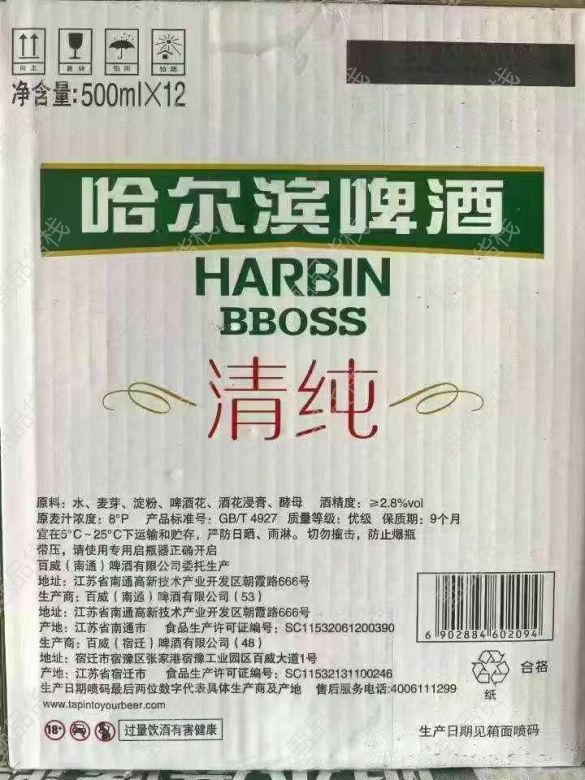 向上
易碎
怕雨
怕晒
净含量:500ml×12
哈尔滨啤酒
HARBIN
BBOSS
清纯
原料：水、麦芽、淀粉、啤酒花、酒花浸膏、酵母 酒精度：≥2.8%vol
原麦汁浓度：8°P 产品标准号：GB/T 4927 质量等级：优级 保质期：9个月
宜在5°C～25°C下运输和贮存，严防日晒、雨淋。切勿撞击，防止爆瓶
带压，请使用专用启瓶器正确开启
百威（南通）啤酒有限公司委托生产
地址：江苏省南通高新技术产业开发区朝霞路666号
生产商：百威（南通）啤酒有限公司（53）
地址：江苏省南通高新技术产业开发区朝霞路666号
产地：江苏省南通市 食品生产许可证编号：SC11532061200390
生产商：百威（宿迁）啤酒有限公司（48）
地址：宿迁市宿豫区张家港宿豫工业园区百威大道1号
产地：江苏省宿迁市 食品生产许可证编号：SC11532131100246
生产日期喷码最后两位数字代表具体生产商及产地 售后服务电话:4006111299
www.tapintoyourbeer.com
18+
过量饮酒有害健康
6 902884 602094
纸
合格
生产日期见箱面喷码